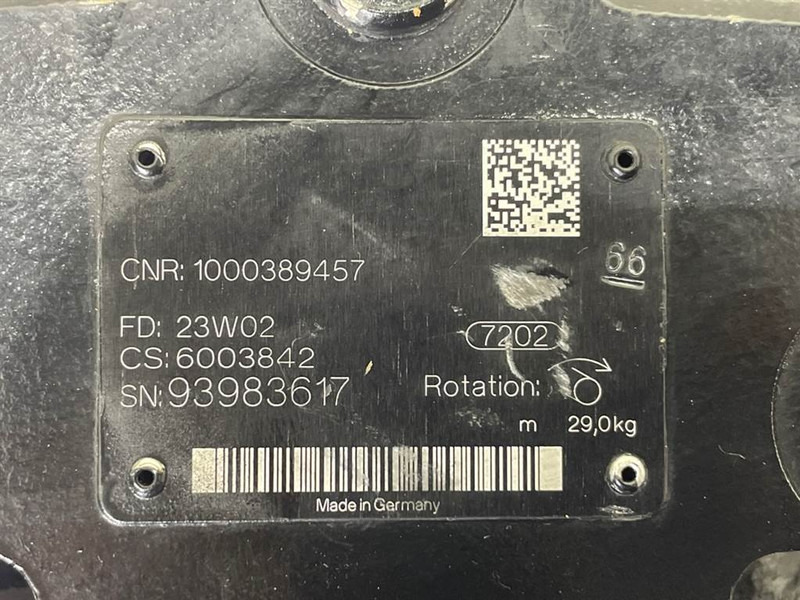 CNR: 1000389457
66
FD: 23W02
7202
CS: 6003842
SN: 93983617
Rotation:
m 29,0kg
Made in Germany